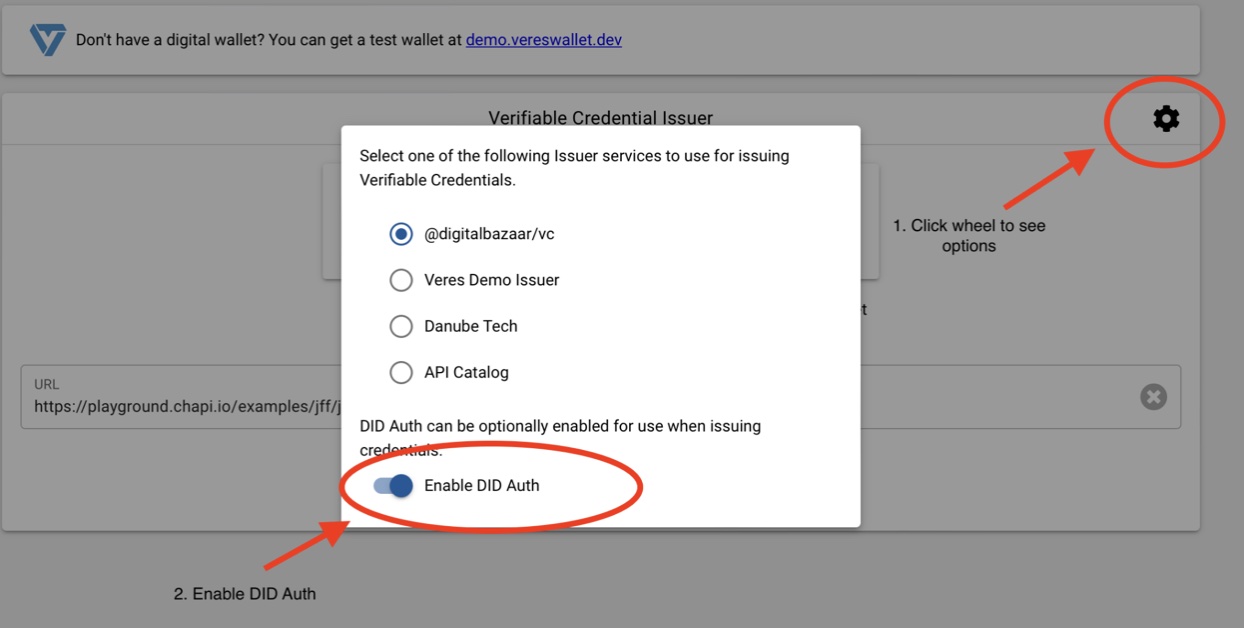 Don't have a digital wallet? You can get a test wallet at demo.vereswallet.dev
Verifiable Credential Issuer
Select one of the following Issuer services to use for issuing
Verifiable Credentials.
@digitalbazaar/vc
Veres Demo Issuer
Danube Tech
API Catalog
1. Click wheel to see
options
t
URL
https://playground.chapi.io/examples/jff/j
DID Auth can be optionally enabled for use when issuing
credentials.
Enable DID Auth
2. Enable DID Auth